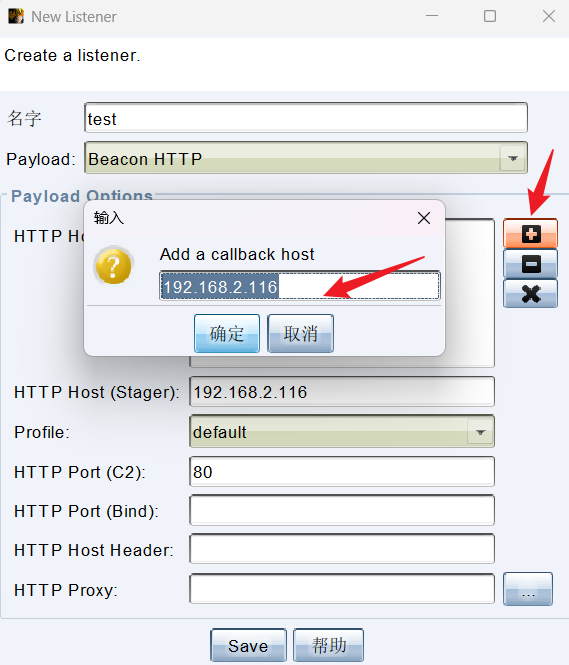 New Listener
Create a listener.
名字 test
Payload: Beacon HTTP
Payload Options
输入
HTTP Ho
Add a callback host
192.168.2.116
确定 取消
HTTP Host (Stager): 192.168.2.116
Profile: default
HTTP Port (C2): 80
HTTP Port (Bind):
HTTP Host Header:
HTTP Proxy: ...
Save 帮助